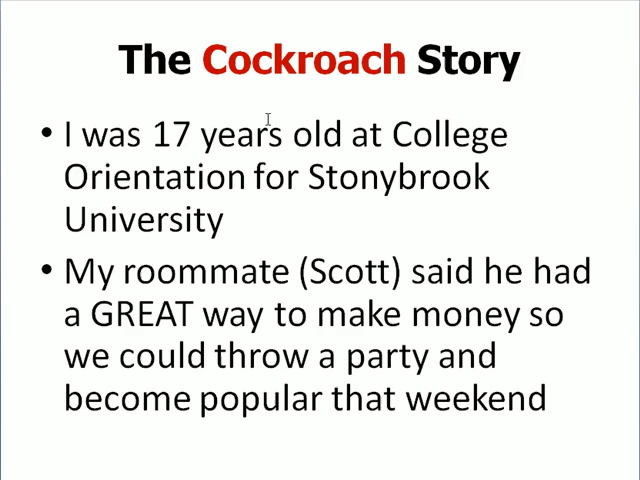 The Cockroach Story
• I was 17 years old at College
Orientation for Stonybrook
University
• My roommate (Scott) said he had
a GREAT way to make money so
we could throw a party and
become popular that weekend